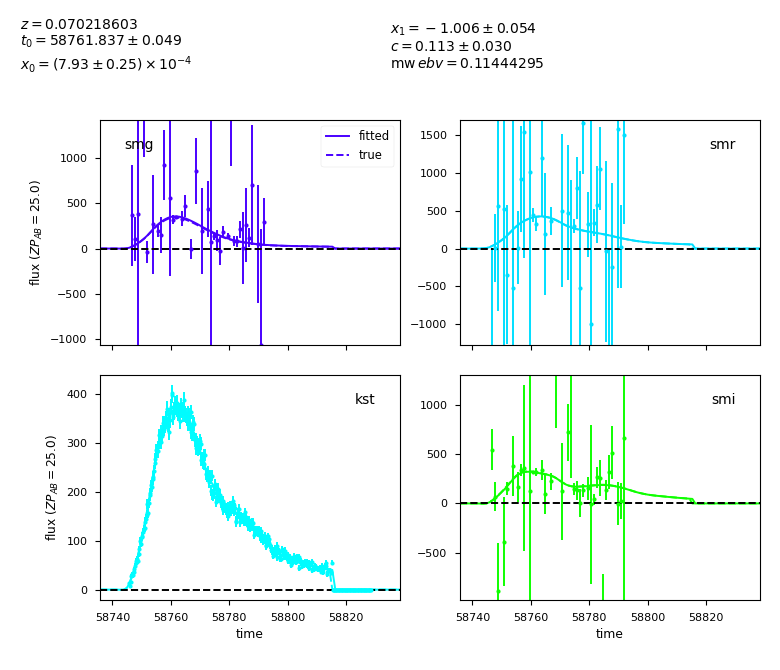 z = 0.070218603
t₀ = 58761.837 ± 0.049
x₀ = (7.93 ± 0.25) × 10⁻⁴
x₁ = −1.006 ± 0.054
c = 0.113 ± 0.030
mw ebv = 0.11444295
smg
fitted
true
1000
500
0
−500
−1000
flux (ZP_AB = 25.0)
smr
1500
1000
500
0
−500
−1000
kst
400
300
200
100
0
flux (ZP_AB = 25.0)
58740 58760 58780 58800 58820
time
smi
1000
500
0
−500
58740 58760 58780 58800 58820
time